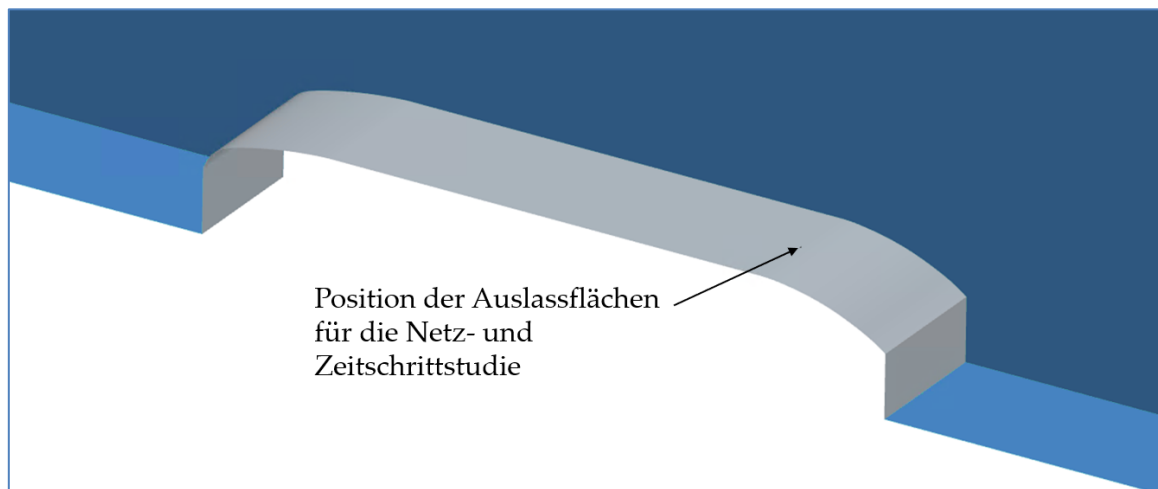 Position der Auslassflächen
für die Netz- und
Zeitschrittstudie